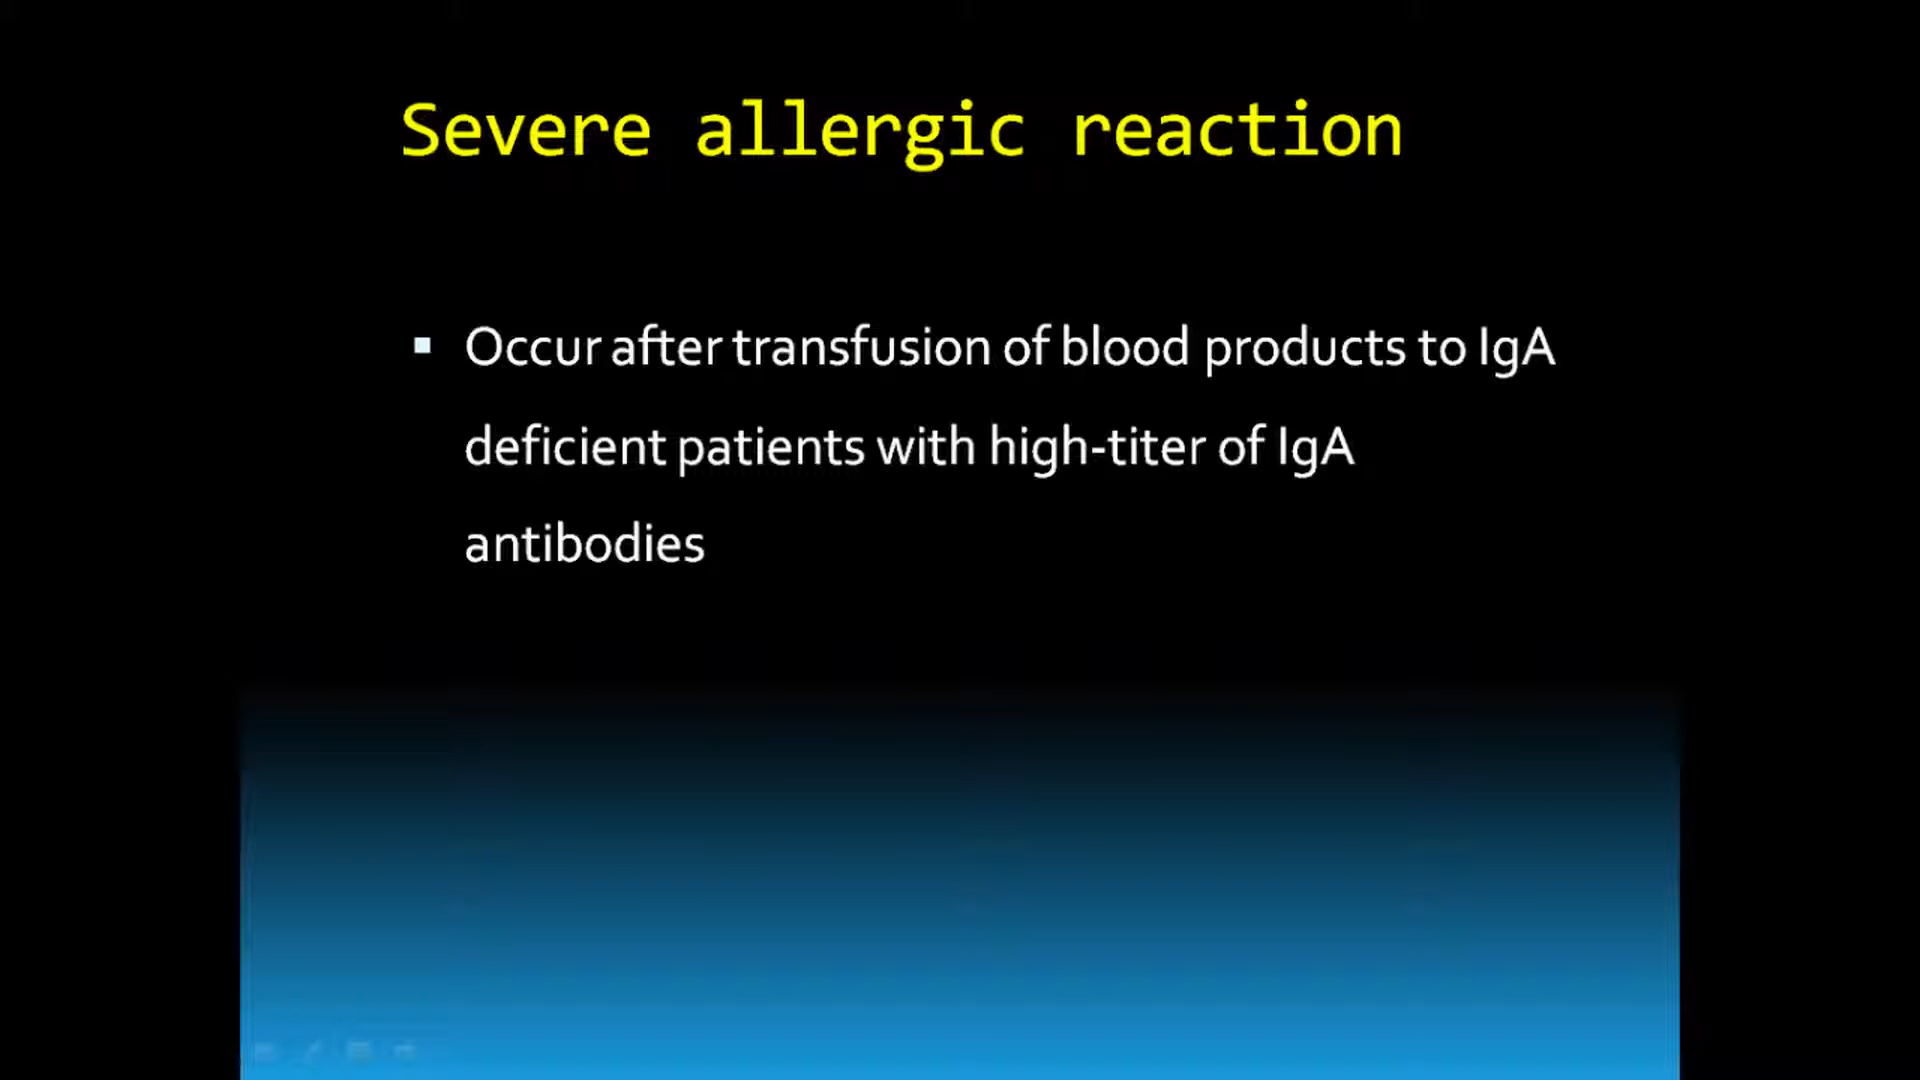 Severe allergic reaction
▪ Occur after transfusion of blood products to IgA
deficient patients with high-titer of IgA
antibodies